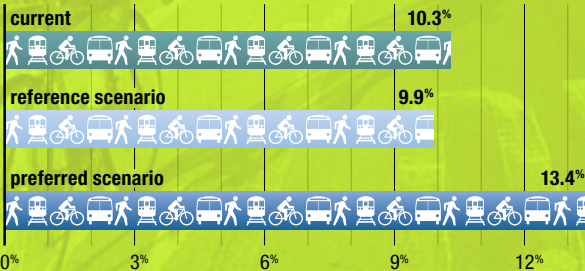 current 10.3%
reference scenario 9.9%
preferred scenario 13.4%
0% 3% 6% 9% 12%